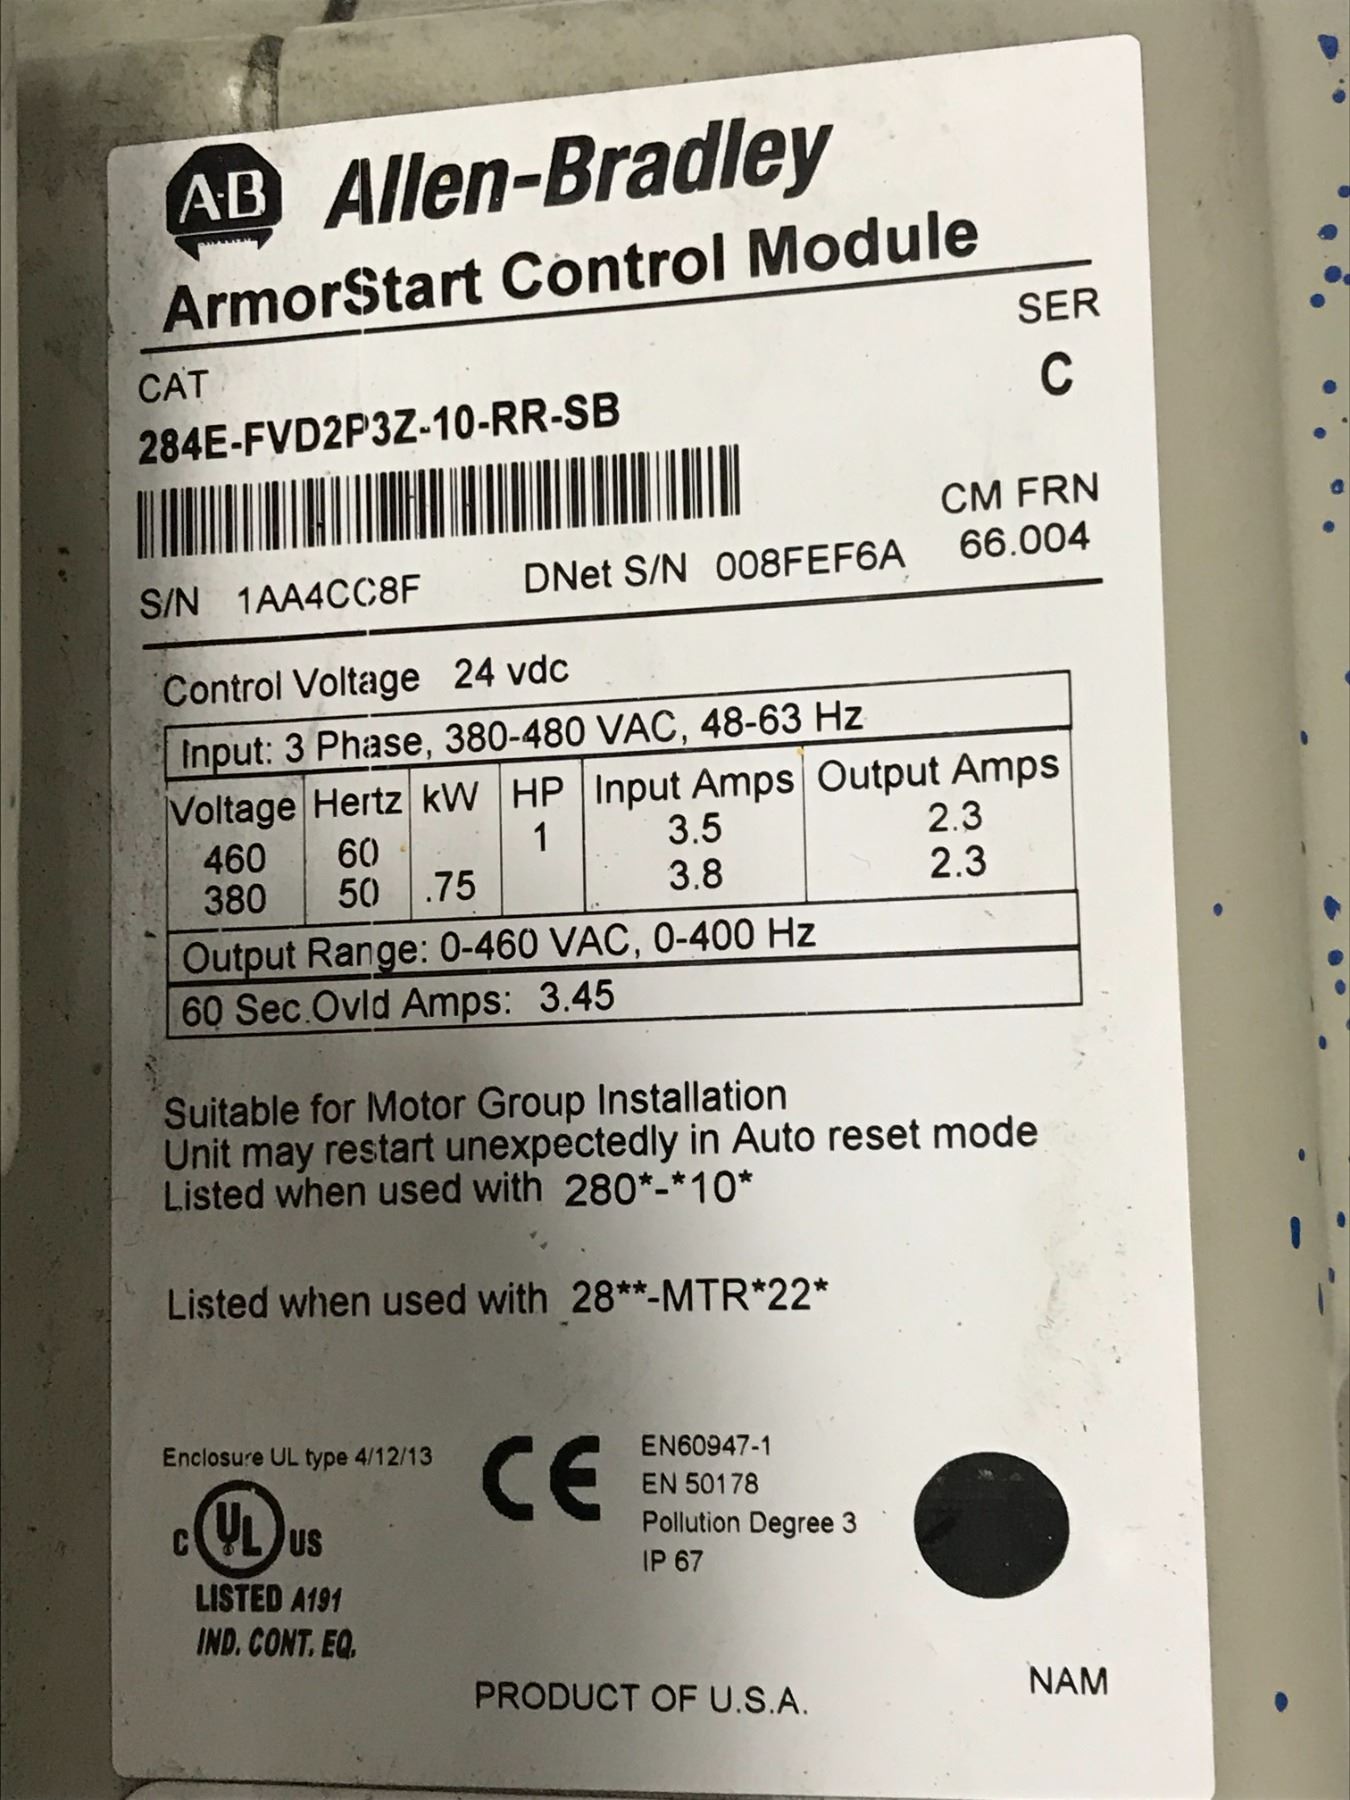 A-B Allen-Bradley
ArmorStart Control Module
SER
CAT
C
284E-FVD2P3Z-10-RR-SB
CM FRN
S/N 1AA4CC8F DNet S/N 008FEF6A 66.004
Control Voltage 24 vdc
Input: 3 Phase, 380-480 VAC, 48-63 Hz
Voltage Hertz kW HP Input Amps Output Amps
460 60 1 3.5 2.3
380 50 .75 3.8 2.3
Output Range: 0-460 VAC, 0-400 Hz
60 Sec.Ovld Amps: 3.45
Suitable for Motor Group Installation
Unit may restart unexpectedly in Auto reset mode
Listed when used with 280*-*10*
Listed when used with 28**-MTR*22*
Enclosure UL type 4/12/13
C UL US
LISTED A191
IND. CONT. EQ.
CE
EN60947-1
EN 50178
Pollution Degree 3
IP 67
PRODUCT OF U.S.A.
NAM